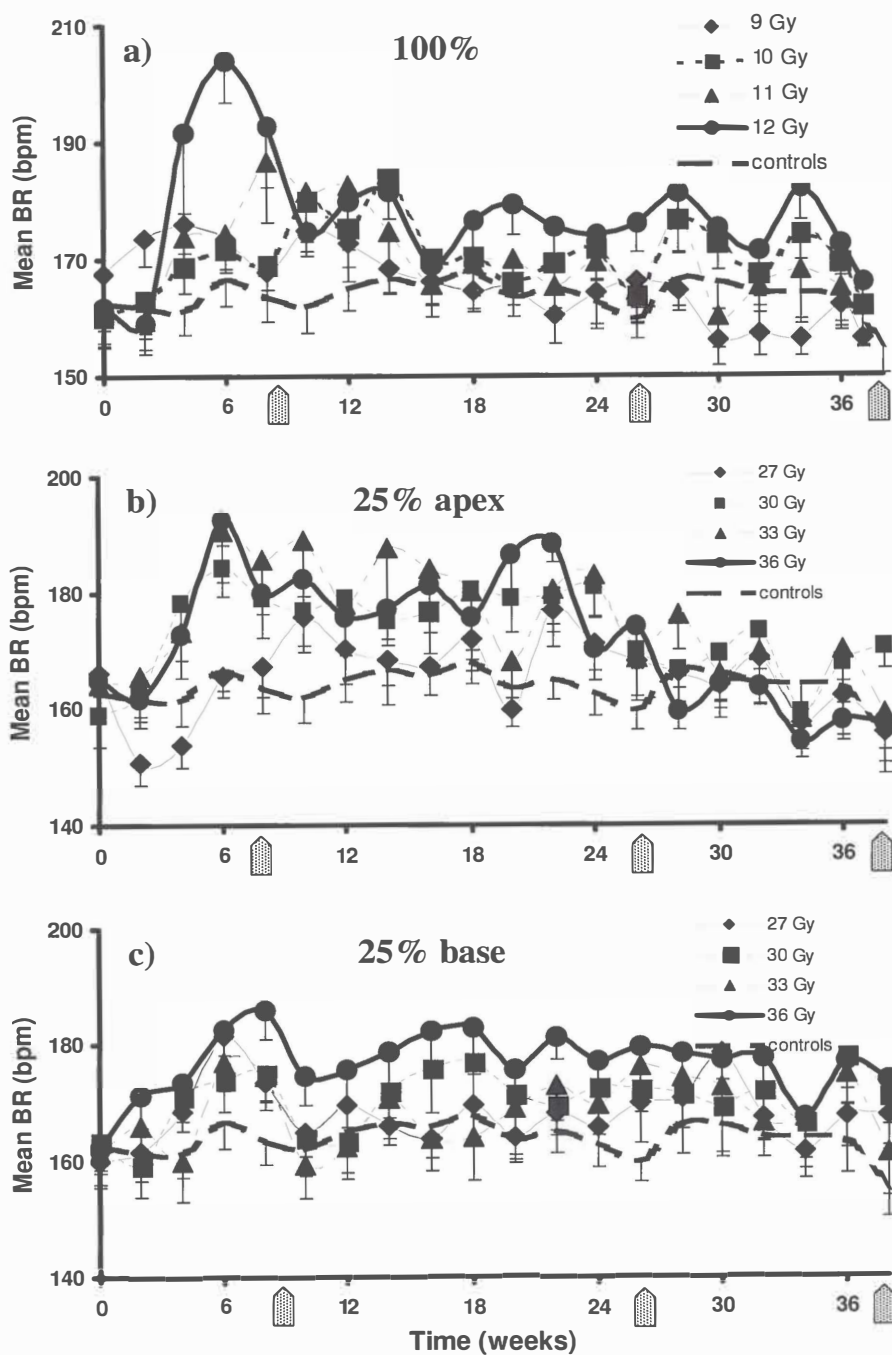 a)
100%
9 Gy
10 Gy
11 Gy
12 Gy
controls
Mean BR (bpm)
210
190
170
150
0 6 12 18 24 30 36
b)
25% apex
27 Gy
30 Gy
33 Gy
36 Gy
controls
Mean BR (bpm)
200
180
160
140
0 6 12 18 24 30 36
c)
25% base
27 Gy
30 Gy
33 Gy
36 Gy
controls
Mean BR (bpm)
200
180
160
140
0 6 12 18 24 30 36
Time (weeks)